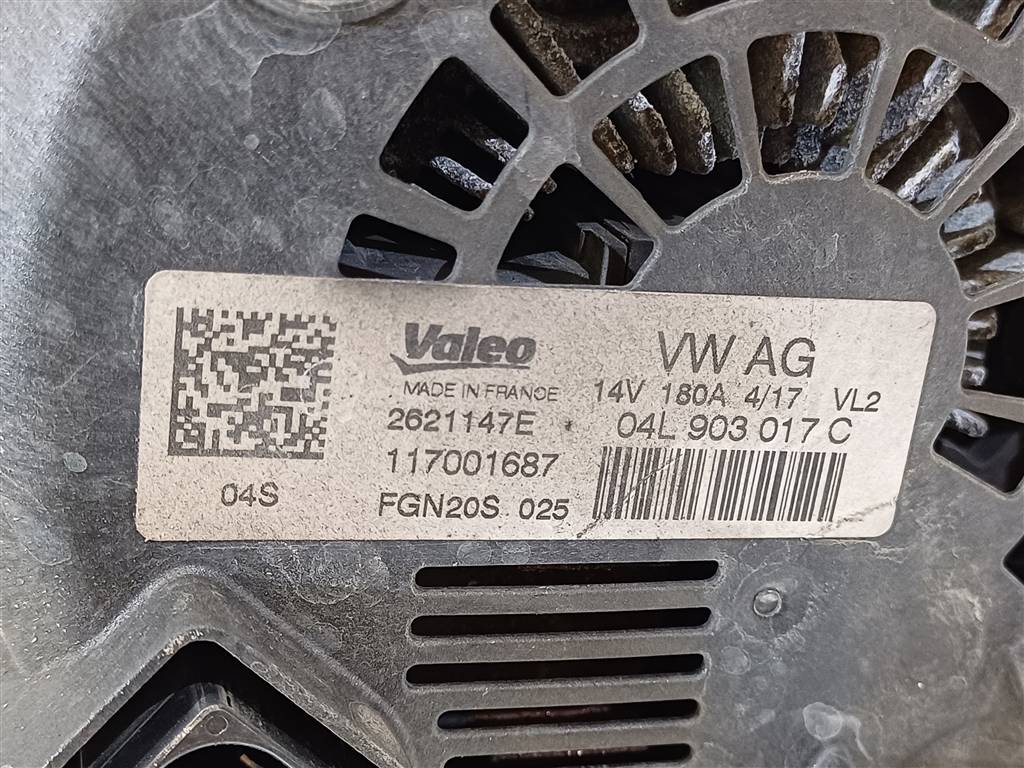 Valeo
MADE IN FRANCE
2621147E
117001687
FGN20S 025
04S
VW AG
14V 180A 4/17 VL2
04L 903 017 C